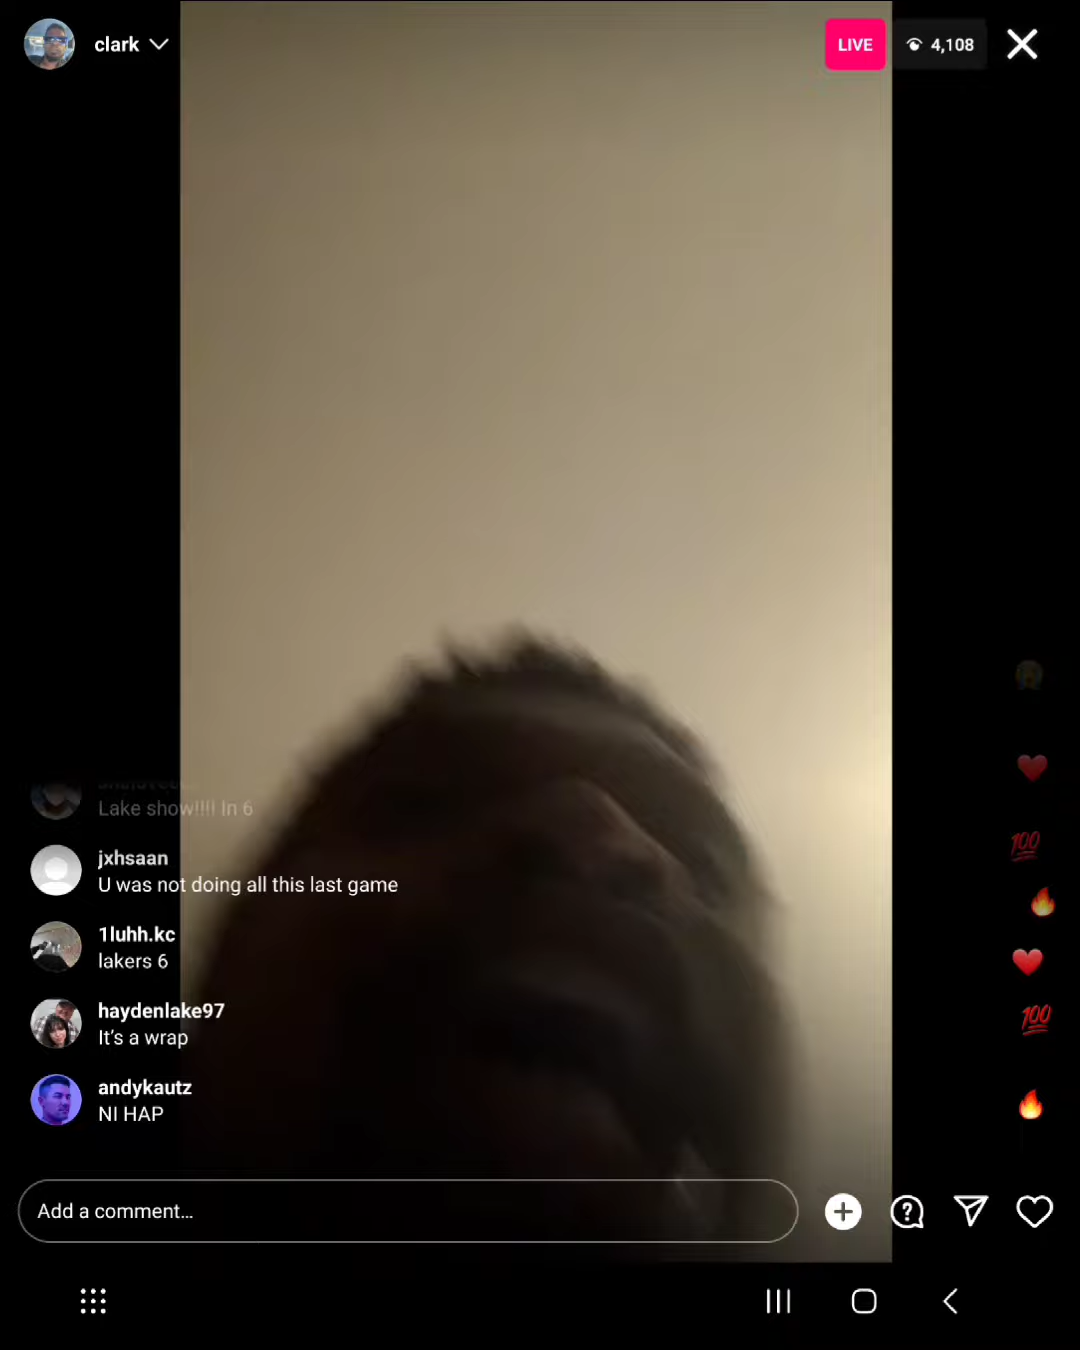 clark
LIVE
4,108
Lake show!!!! In 6
jxhsaan
U was not doing all this last game
1luhh.kc
lakers 6
haydenlake97
It's a wrap
andykautz
NI HAP
Add a comment...